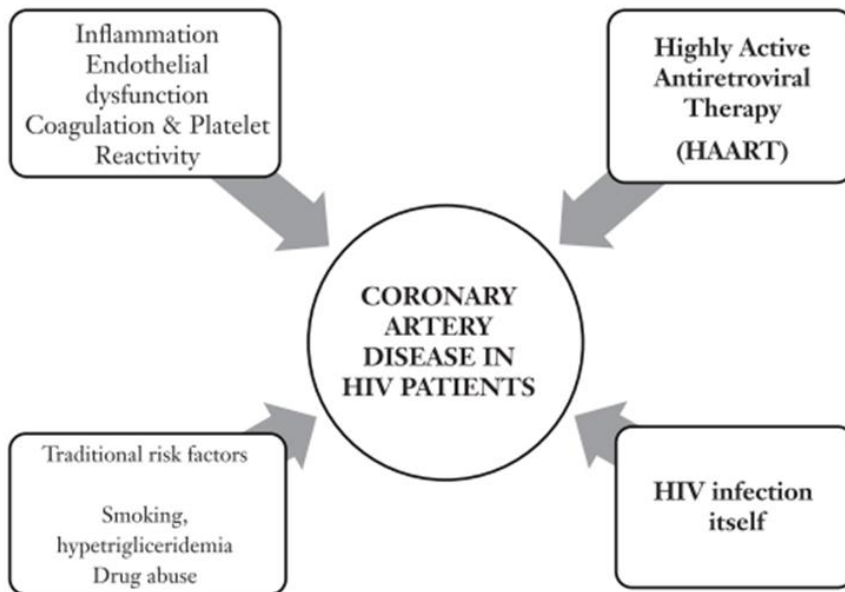 Inflammation
Endothelial
dysfunction
Coagulation & Platelet
Reactivity
Highly Active
Antiretroviral
Therapy
(HAART)
CORONARY
ARTERY
DISEASE IN
HIV PATIENTS
Traditional risk factors
Smoking,
hypetrigliceridemia
Drug abuse
HIV infection
itself